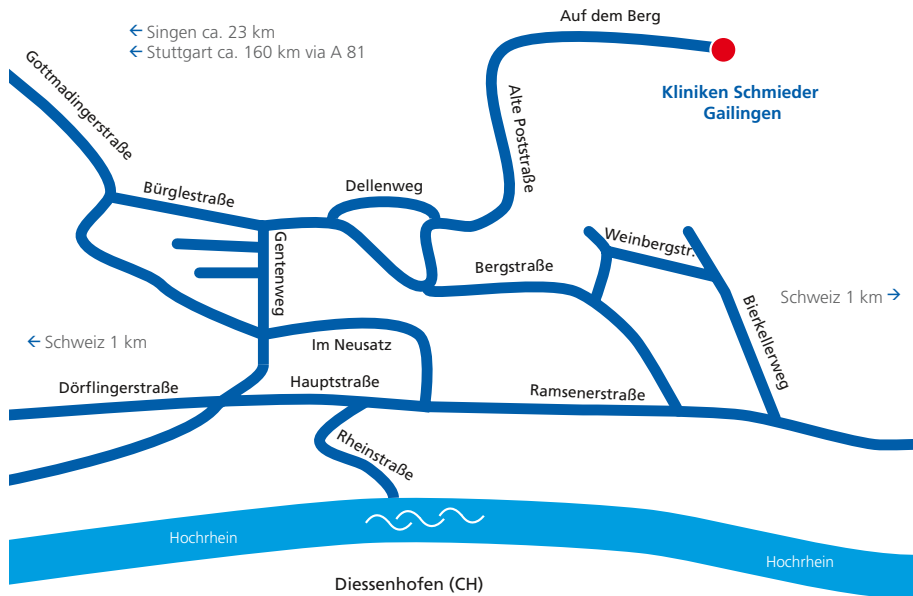 Auf dem Berg
← Singen ca. 23 km
← Stuttgart ca. 160 km via A 81
Gottmadingerstraße
Kliniken Schmieder
Gailingen
Alte Poststraße
Bürglestraße
Dellenweg
Gentenweg
Weinbergstr.
Bergstraße
Schweiz 1 km →
Bierkellerweg
← Schweiz 1 km
Im Neusatz
Dörflingerstraße
Hauptstraße
Ramsenerstraße
Rheinstraße
Hochrhein
Hochrhein
Diessenhofen (CH)